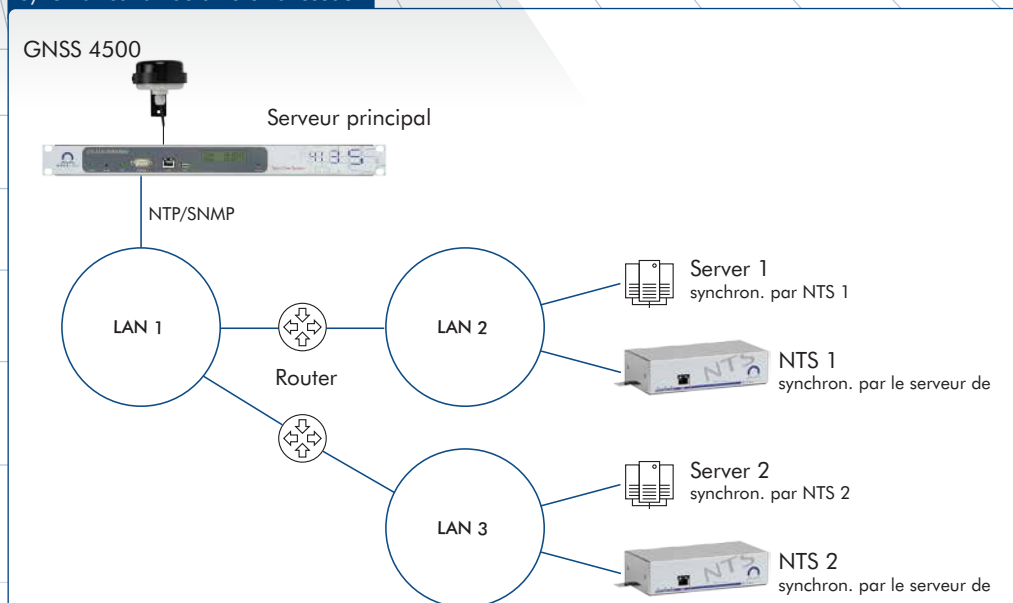 GNSS 4500
Serveur principal
NTP/SNMP
LAN 1
Router
LAN 2
Server 1
synchron. par NTS 1
NTS
NTS 1
synchron. par le serveur de
LAN 3
Server 2
synchron. par NTS 2
NTS
NTS 2
synchron. par le serveur de